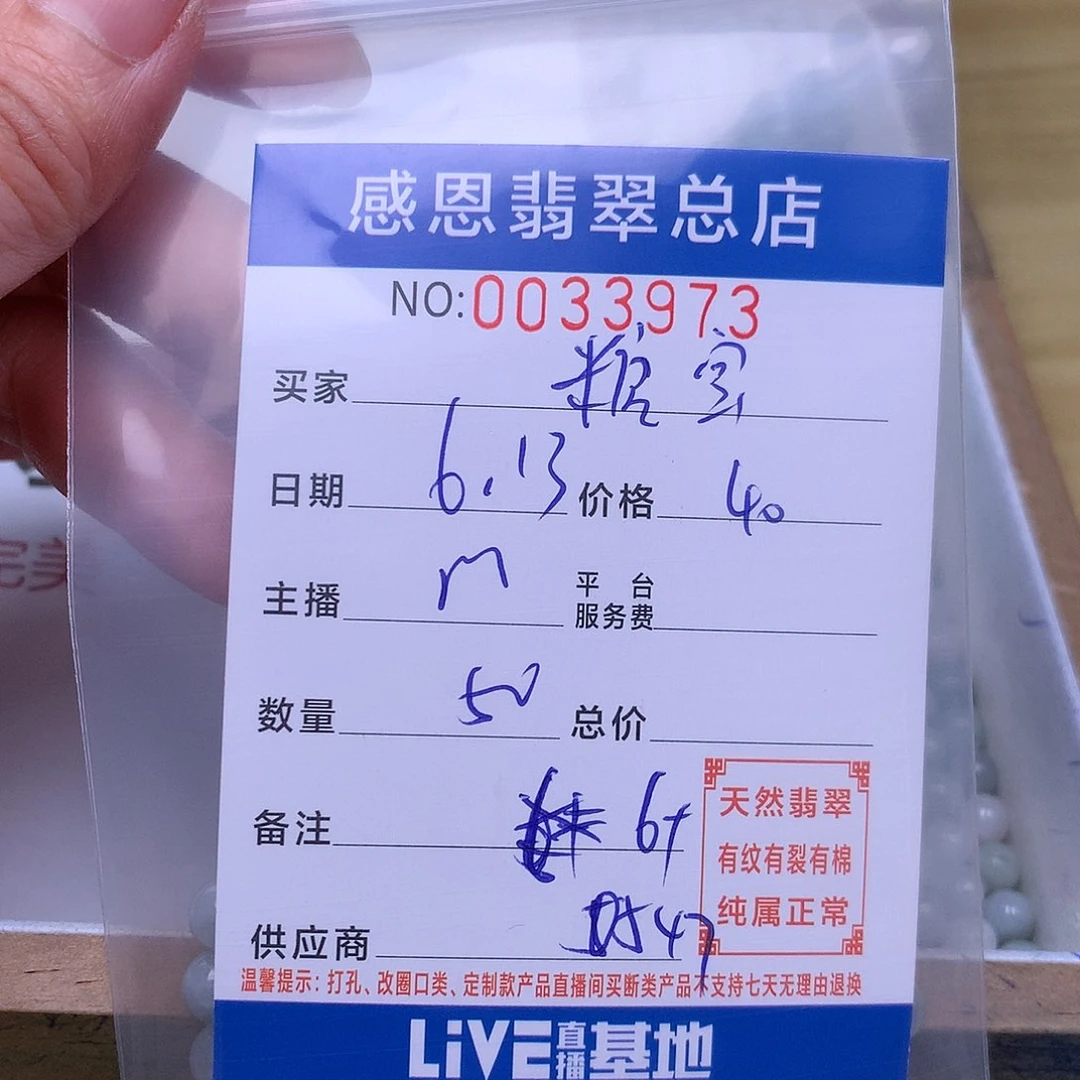 感恩翡翠总店
NO:0033973
买家 糖宝
日期 6.13 价格 40
主播 m 平台服务费
数量 50 总价
备注 6+
天然翡翠
有纹有裂有棉
纯属正常
供应商 DS47
温馨提示：打孔、改圈口类、定制款产品直播间买断类产品不支持七天无理由退换
LiVE直播基地
完美